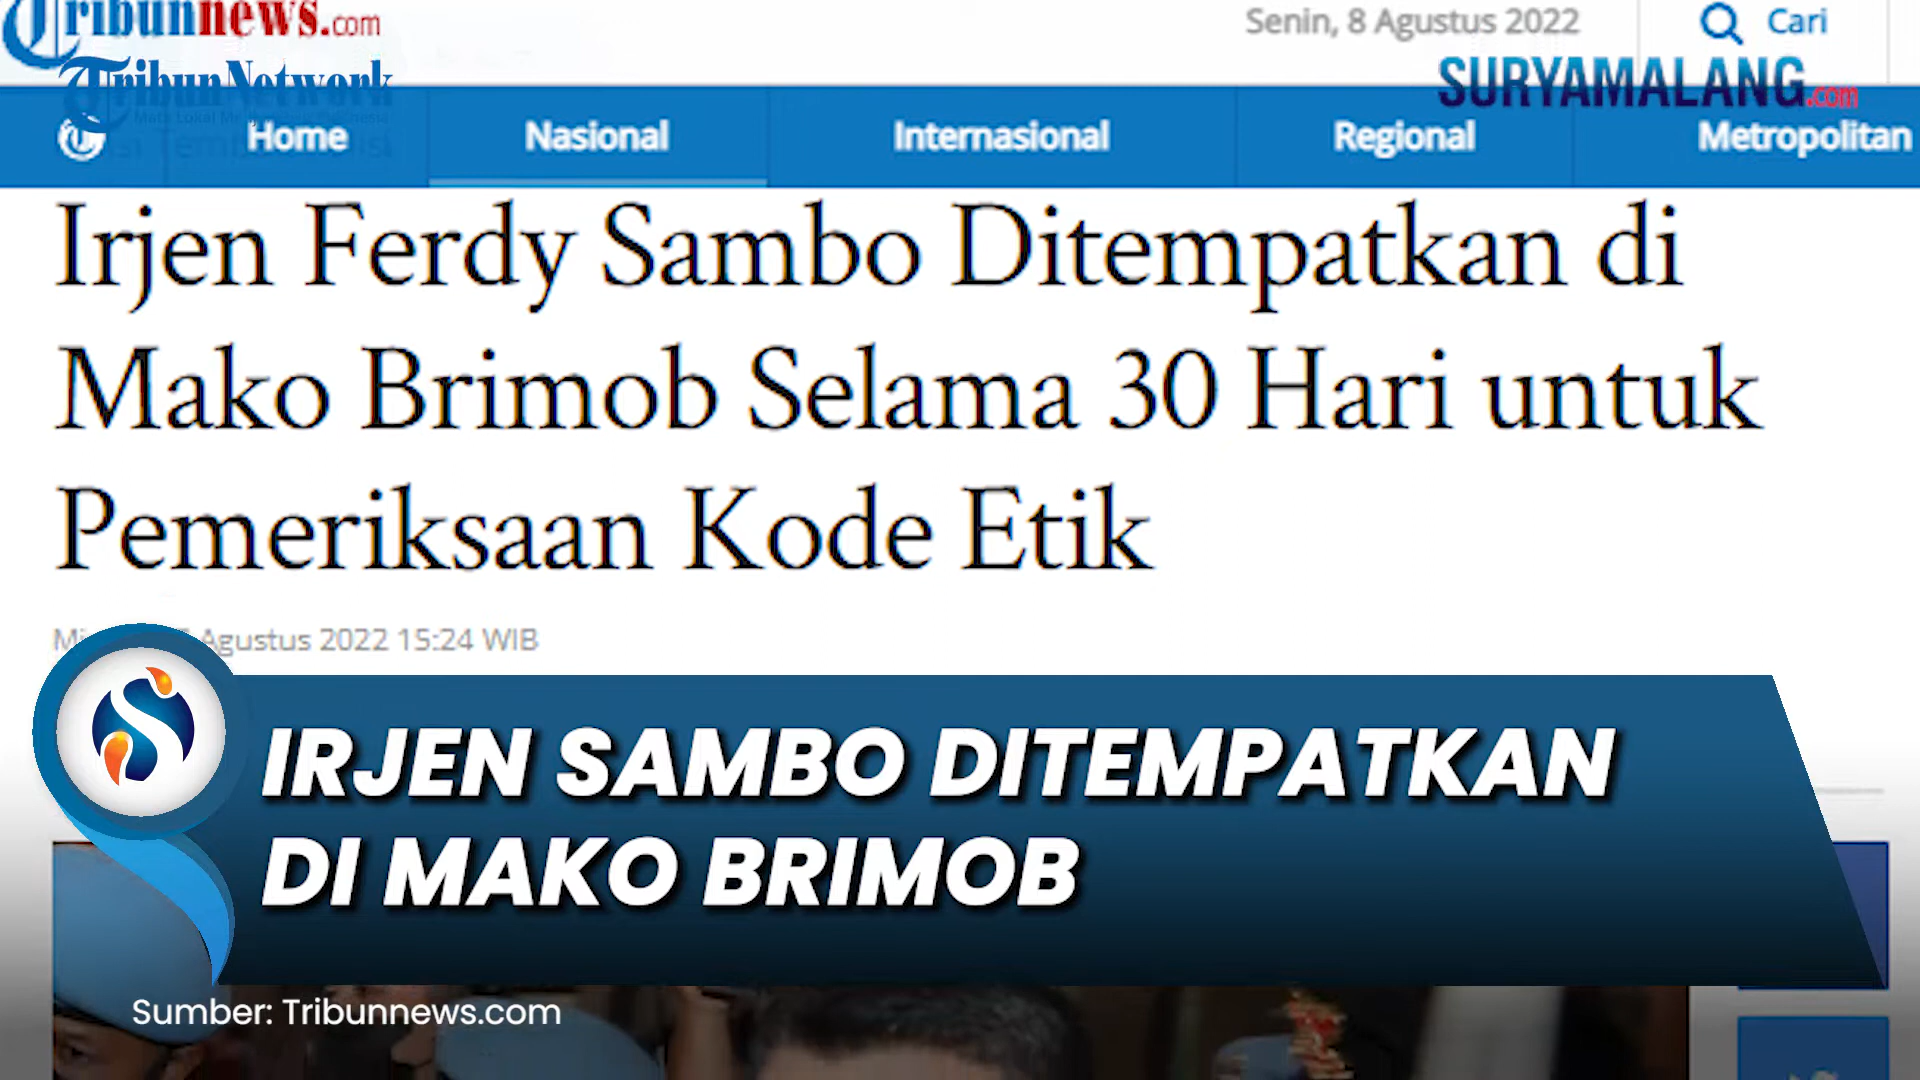 Tribunnews.com
Senin, 8 Agustus 2022
Cari
TribunNetwork
SURYAMALANG.com
Home Nasional Internasional Regional Metropolitan
Irjen Ferdy Sambo Ditempatkan di
Mako Brimob Selama 30 Hari untuk
Pemeriksaan Kode Etik
Agustus 2022 15:24 WIB
IRJEN SAMBO DITEMPATKAN
DI MAKO BRIMOB
Sumber: Tribunnews.com